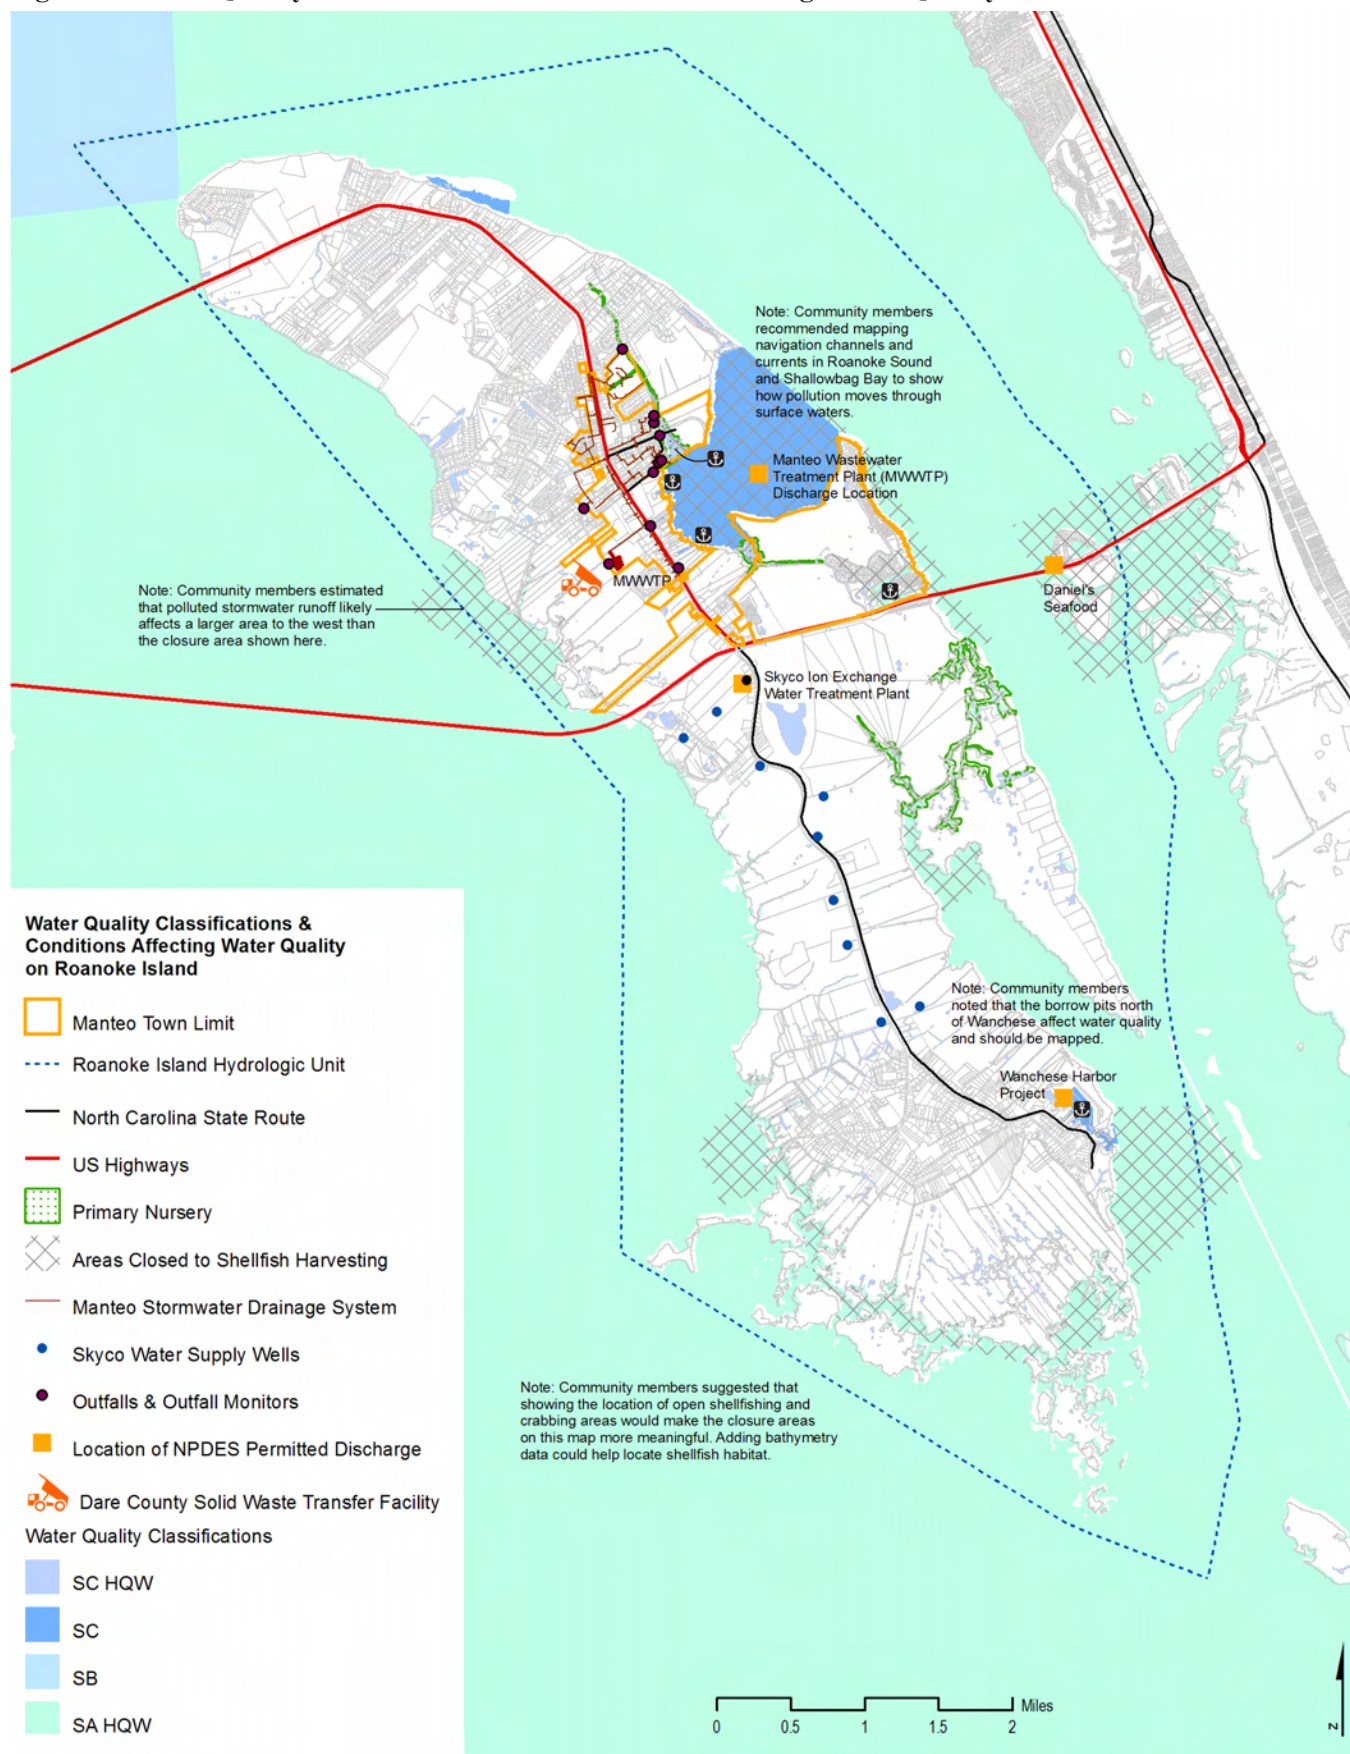 Note: Community members
recommended mapping
navigation channels and
currents in Roanoke Sound
and Shallowbag Bay to show
how pollution moves through
surface waters.
Manteo Wastewater
Treatment Plant (MWWTP)
Discharge Location
MWWTP
Daniel's
Seafood
Note: Community members estimated
that polluted stormwater runoff likely
affects a larger area to the west than
the closure area shown here.
Skyco Ion Exchange
Water Treatment Plant
Note: Community members
noted that the borrow pits north
of Wanchese affect water quality
and should be mapped.
Wanchese Harbor
Project
Note: Community members suggested that
showing the location of open shellfishing and
crabbing areas would make the closure areas
on this map more meaningful. Adding bathymetry
data could help locate shellfish habitat.
Water Quality Classifications &
Conditions Affecting Water Quality
on Roanoke Island
Manteo Town Limit
Roanoke Island Hydrologic Unit
North Carolina State Route
US Highways
Primary Nursery
Areas Closed to Shellfish Harvesting
Manteo Stormwater Drainage System
Skyco Water Supply Wells
Outfalls & Outfall Monitors
Location of NPDES Permitted Discharge
Dare County Solid Waste Transfer Facility
Water Quality Classifications
SC HQW
SC
SB
SA HQW
Miles
0 0.5 1 1.5 2
N